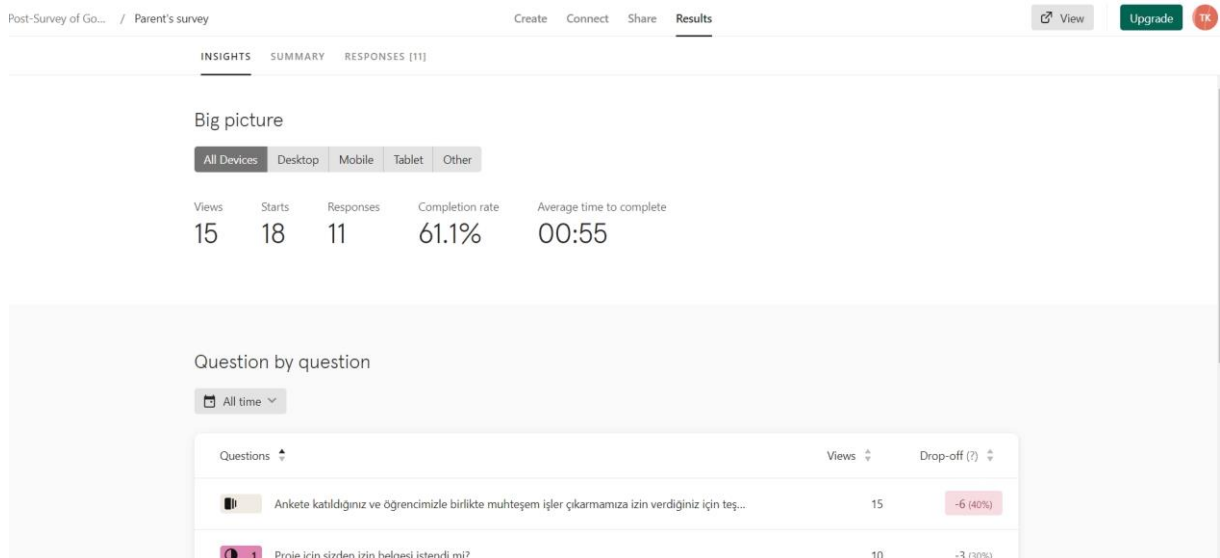 Post-Survey of Go... / Parent's survey Create Connect Share Results View Upgrade TK
INSIGHTS SUMMARY RESPONSES [11]
Big picture
All Devices Desktop Mobile Tablet Other
Views Starts Responses Completion rate Average time to complete
15 18 11 61.1% 00:55
Question by question
All time
Questions Views Drop-off (?)
Ankete katıldığınız ve öğrencimizle birlikte muhteşem işler çıkarmamıza izin verdiğiniz için teş... 15 -6 (40%)
1 Proje için sizden izin belgesi istendi mi? 10 -3 (30%)